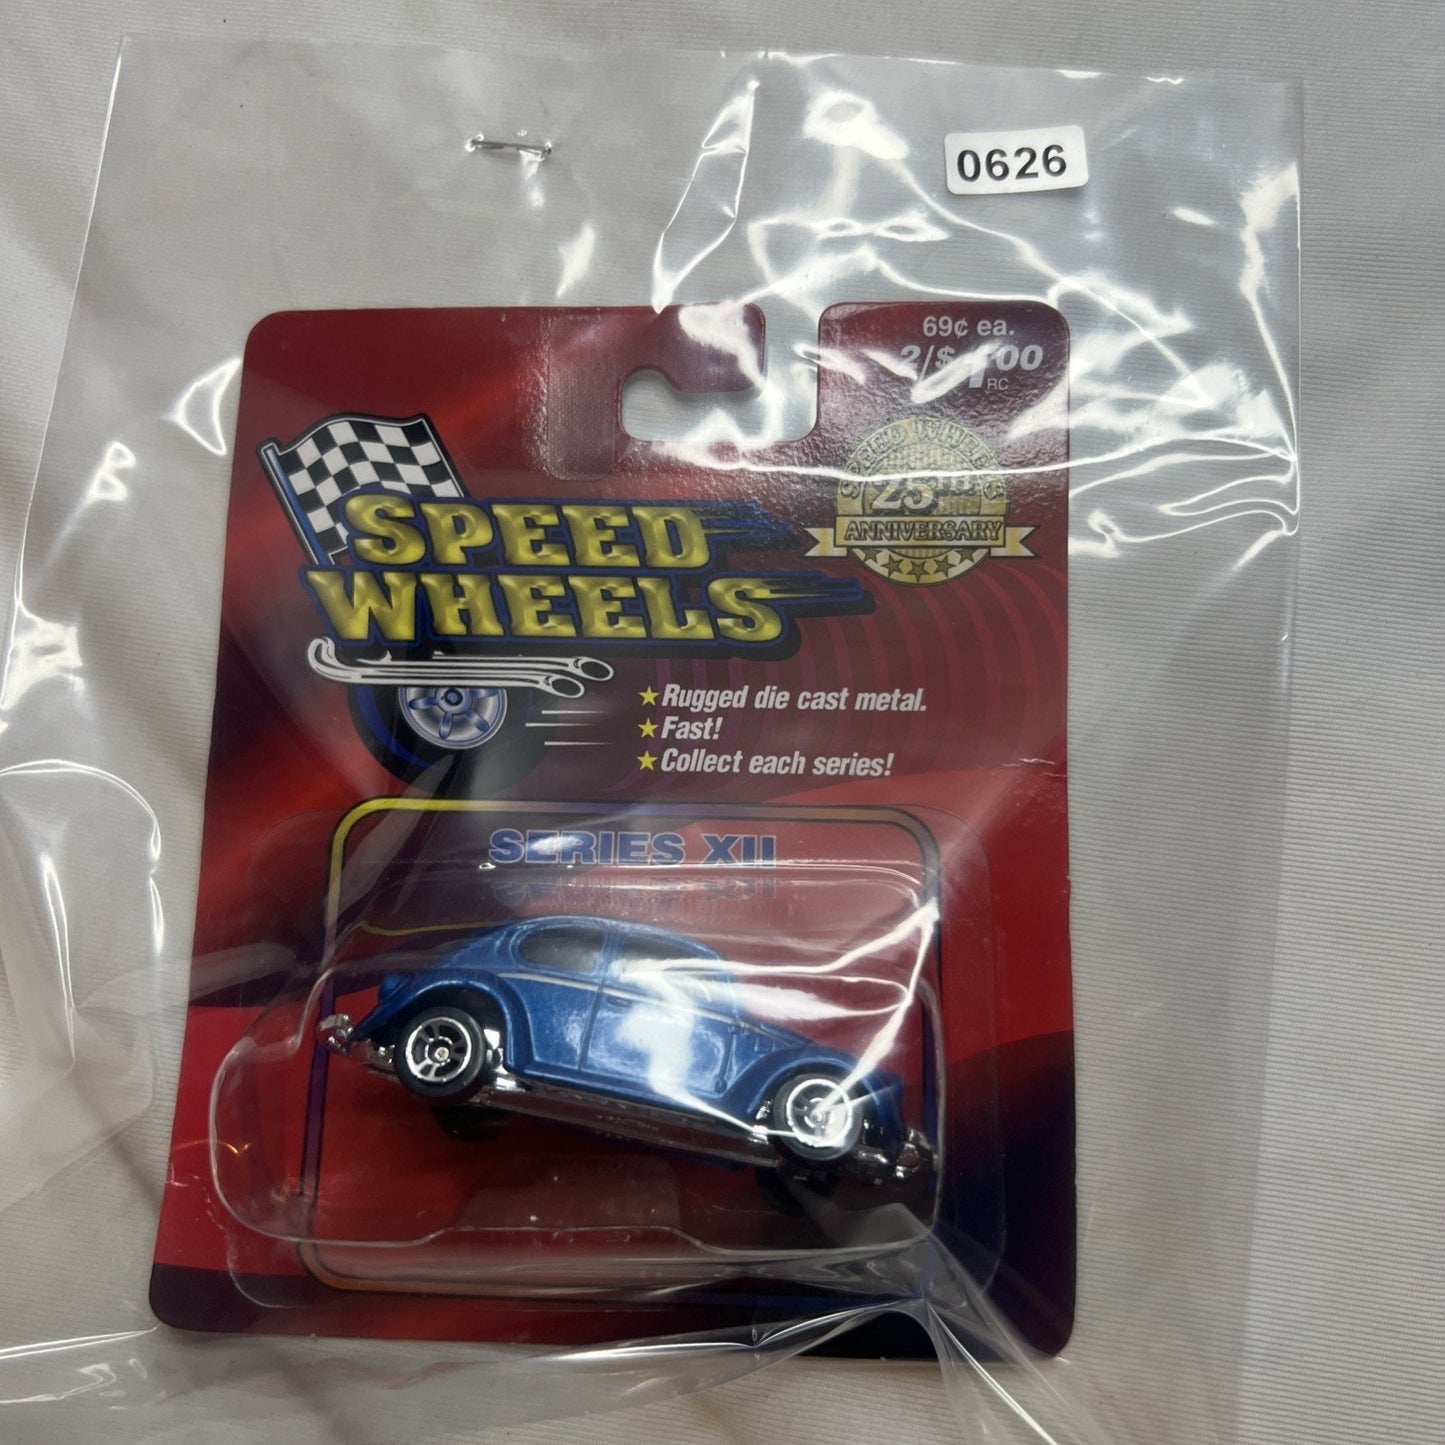 0626
69¢ ea.
2/$1.00
RC
SPEED WHEELS
25TH
ANNIVERSARY
SPEED
WHEELS
★Rugged die cast metal.
★Fast!
★Collect each series!
SERIES XII